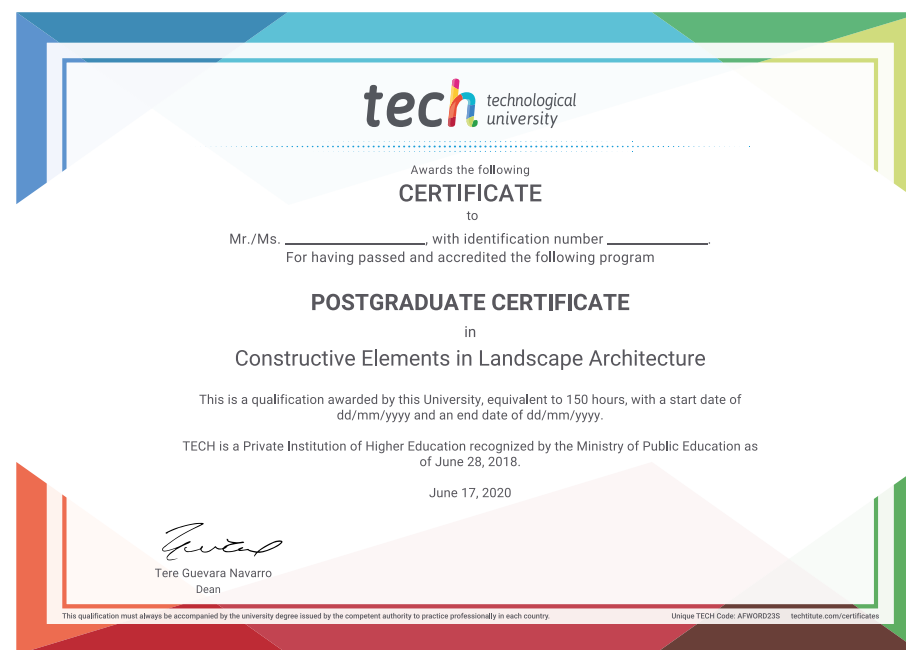 tech technological
university
Awards the following
CERTIFICATE
to
Mr./Ms. ____________________, with identification number ______________.
For having passed and accredited the following program
POSTGRADUATE CERTIFICATE
in
Constructive Elements in Landscape Architecture
This is a qualification awarded by this University, equivalent to 150 hours, with a start date of
dd/mm/yyyy and an end date of dd/mm/yyyy.
TECH is a Private Institution of Higher Education recognized by the Ministry of Public Education as
of June 28, 2018.
June 17, 2020
Tere Guevara Navarro
Dean
This qualification must always be accompanied by the university degree issued by the competent authority to practice professionally in each country. Unique TECH Code: AFWORD23S techtitute.com/certificates